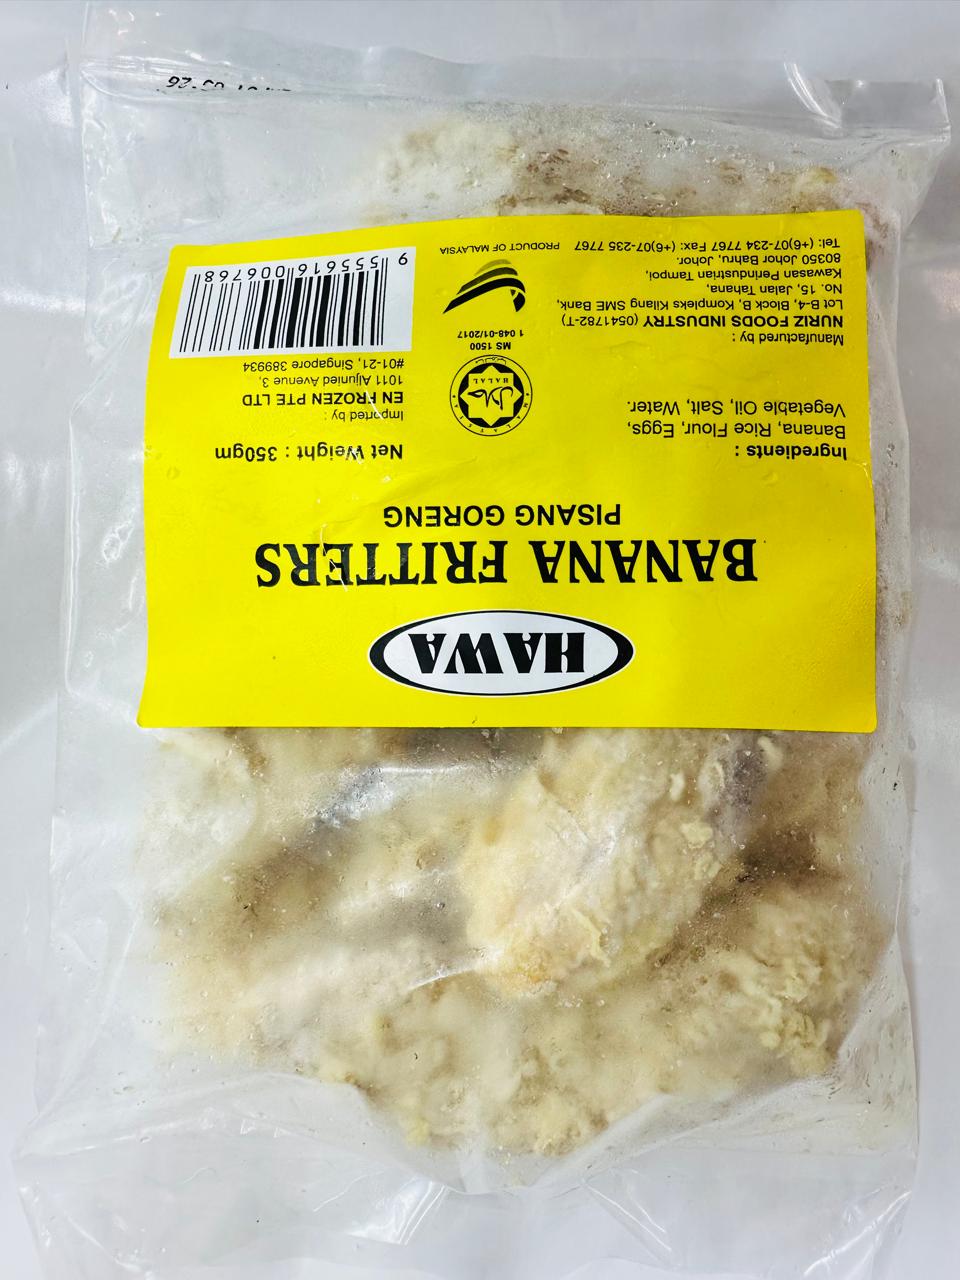 HAWA
BANANA FRITTERS
PISANG GORENG
Ingredients :
Banana, Rice Flour, Eggs,
Vegetable Oil, Salt, Water.
Manufactured by :
NURIZ FOODS INDUSTRY (0541782-T)
Lot B-4, Block B, Kompleks Kilang SME Bank,
No. 15, Jalan Tahana,
Kawasan Perindustrian Tampoi,
80350 Johor Bahru, Johor.
Tel: (+6)07-234 7767 Fax: (+6)07-235 7767
HALAL
MALAYSIA
حلال
MS 1500
1 048-01/2017
PRODUCT OF MALAYSIA
Net Weight : 350gm
Imported by :
EN FROZEN PTE LTD
1011 Aljunied Avenue 3,
#01-21, Singapore 389934
9 555616 006768